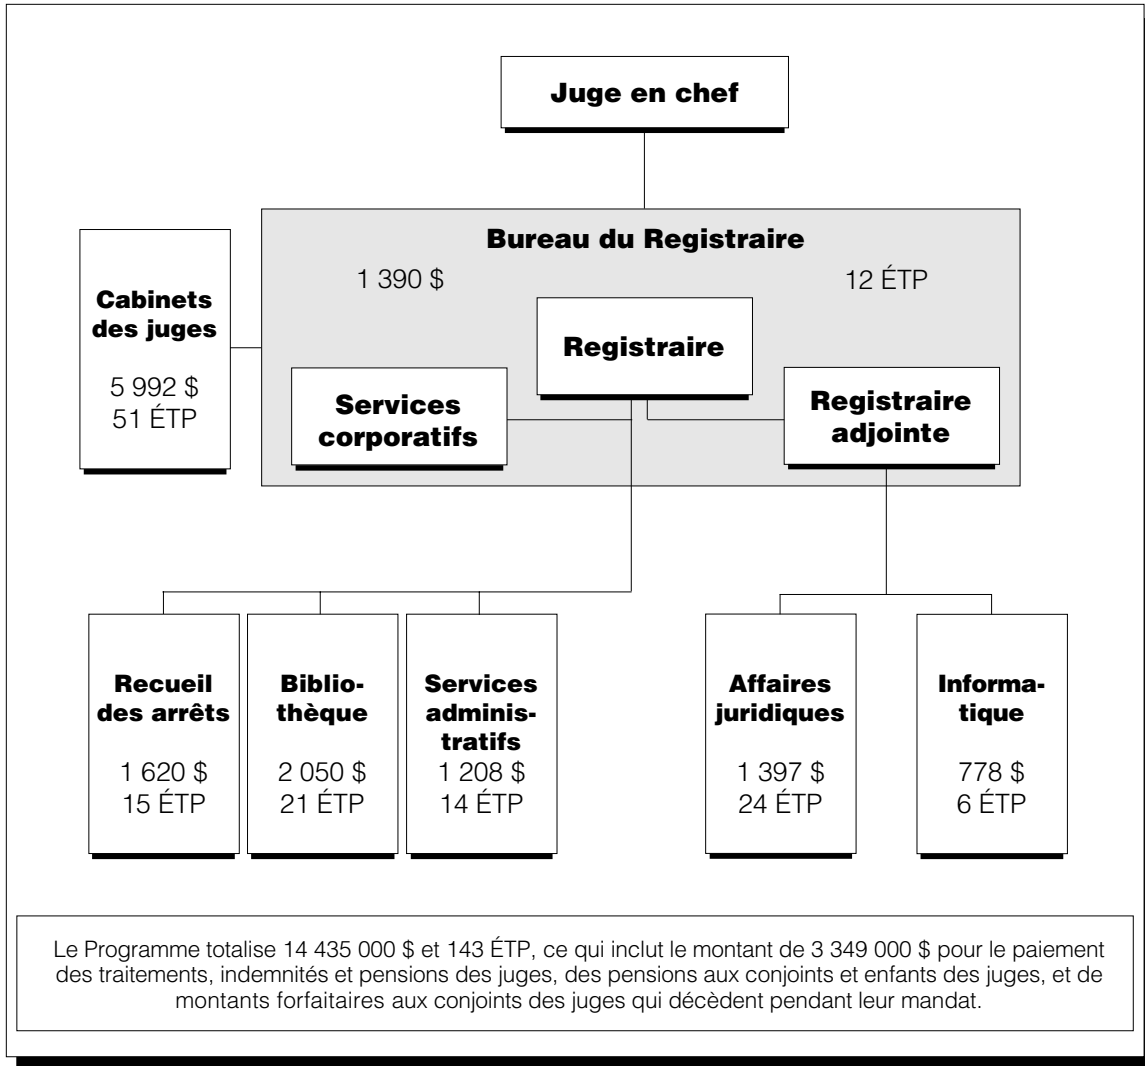 Juge en chef
Bureau du Registraire
1 390 $
12 ÉTP
Cabinets
des juges
5 992 $
51 ÉTP
Registraire
Services
corporatifs
Registraire
adjointe
Recueil
des arrêts
1 620 $
15 ÉTP
Biblio-
thèque
2 050 $
21 ÉTP
Services
adminis-
tratifs
1 208 $
14 ÉTP
Affaires
juridiques
1 397 $
24 ÉTP
Informa-
tique
778 $
6 ÉTP
Le Programme totalise 14 435 000 $ et 143 ÉTP, ce qui inclut le montant de 3 349 000 $ pour le paiement
des traitements, indemnités et pensions des juges, des pensions aux conjoints et enfants des juges, et de
montants forfaitaires aux conjoints des juges qui décèdent pendant leur mandat.